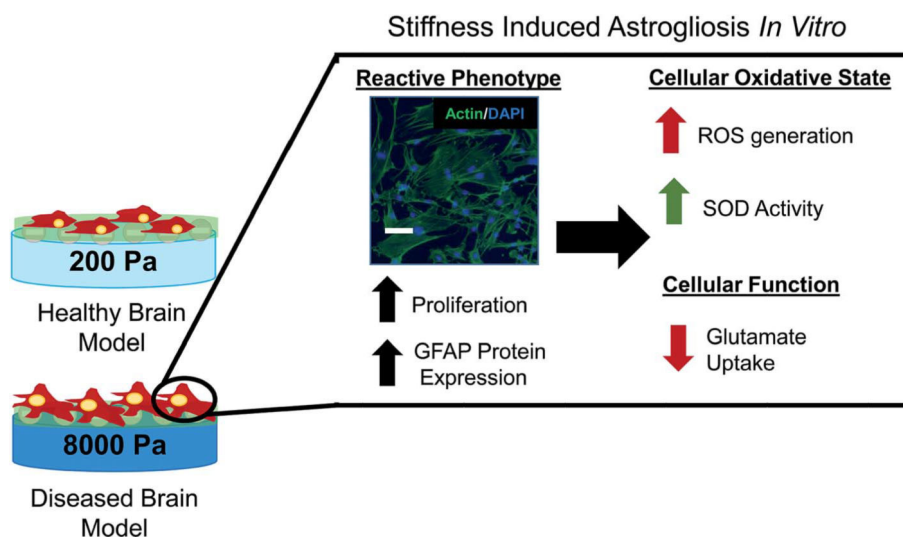 Stiffness Induced Astrogliosis In Vitro
Reactive Phenotype
Actin/DAPI
Proliferation
GFAP Protein
Expression
Cellular Oxidative State
ROS generation
SOD Activity
Cellular Function
Glutamate
Uptake
200 Pa
Healthy Brain
Model
8000 Pa
Diseased Brain
Model